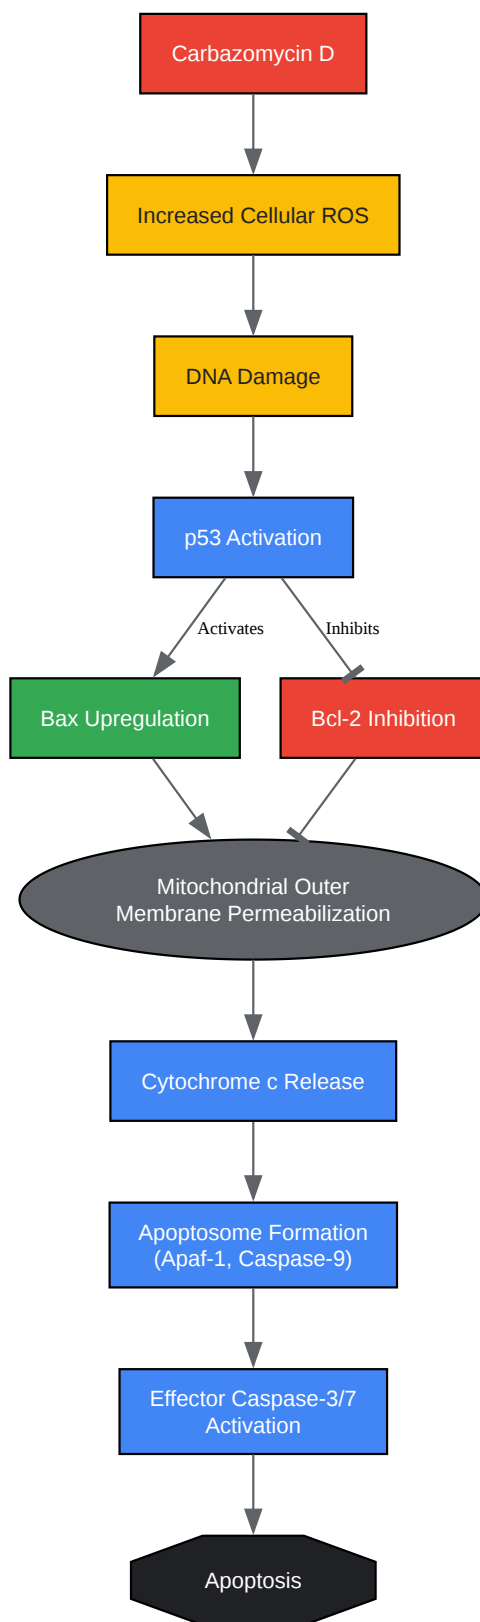 Carbazomycin D
Increased Cellular ROS
DNA Damage
p53 Activation
Activates
Inhibits
Bax Upregulation
Bcl-2 Inhibition
Mitochondrial Outer
Membrane Permeabilization
Cytochrome c Release
Apoptosome Formation
(Apaf-1, Caspase-9)
Effector Caspase-3/7
Activation
Apoptosis